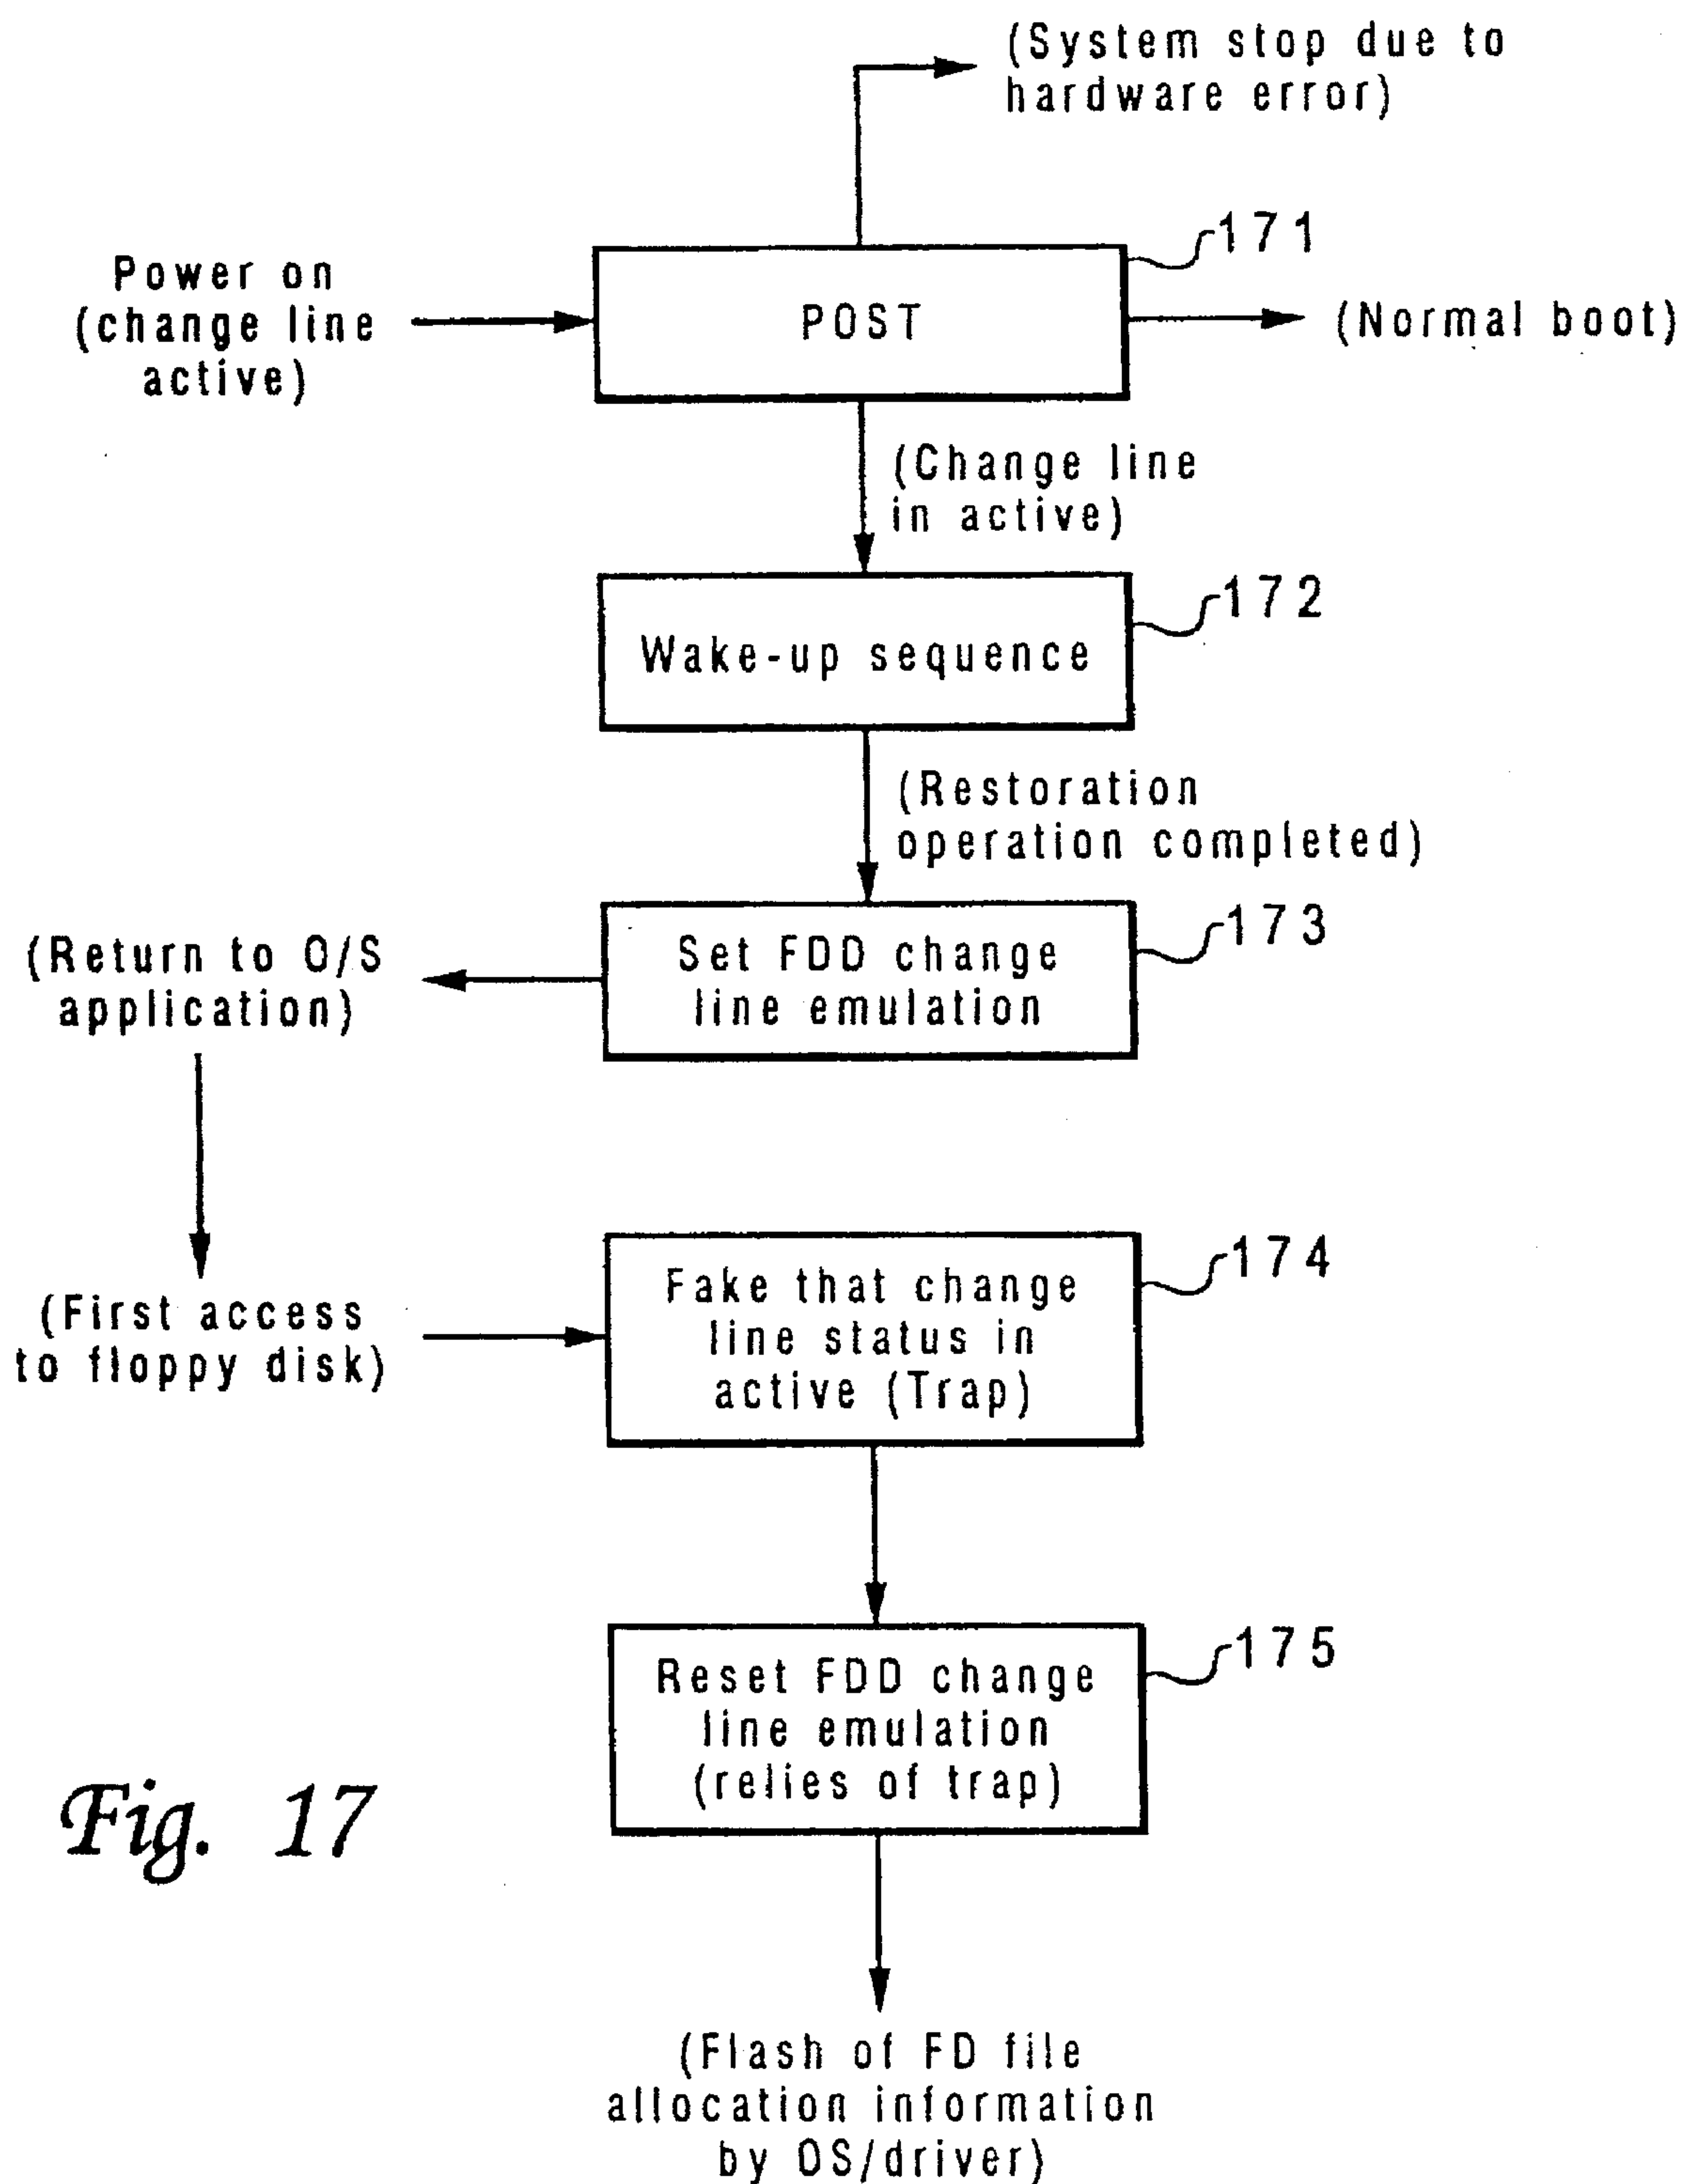 (System stop due to
hardware error)
171
Power on
(change line
active)
POST
(Normal boot)
(Change line
in active)
172
Wake-up sequence
(Restoration
operation completed)
173
(Return to O/S
application)
Set FDD change
line emulation
174
(First access
to floppy disk)
Fake that change
line status in
active (Trap)
175
Reset FDD change
line emulation
(relies of trap)
Fig. 17
(Flash of FD file
allocation information
by OS/driver)